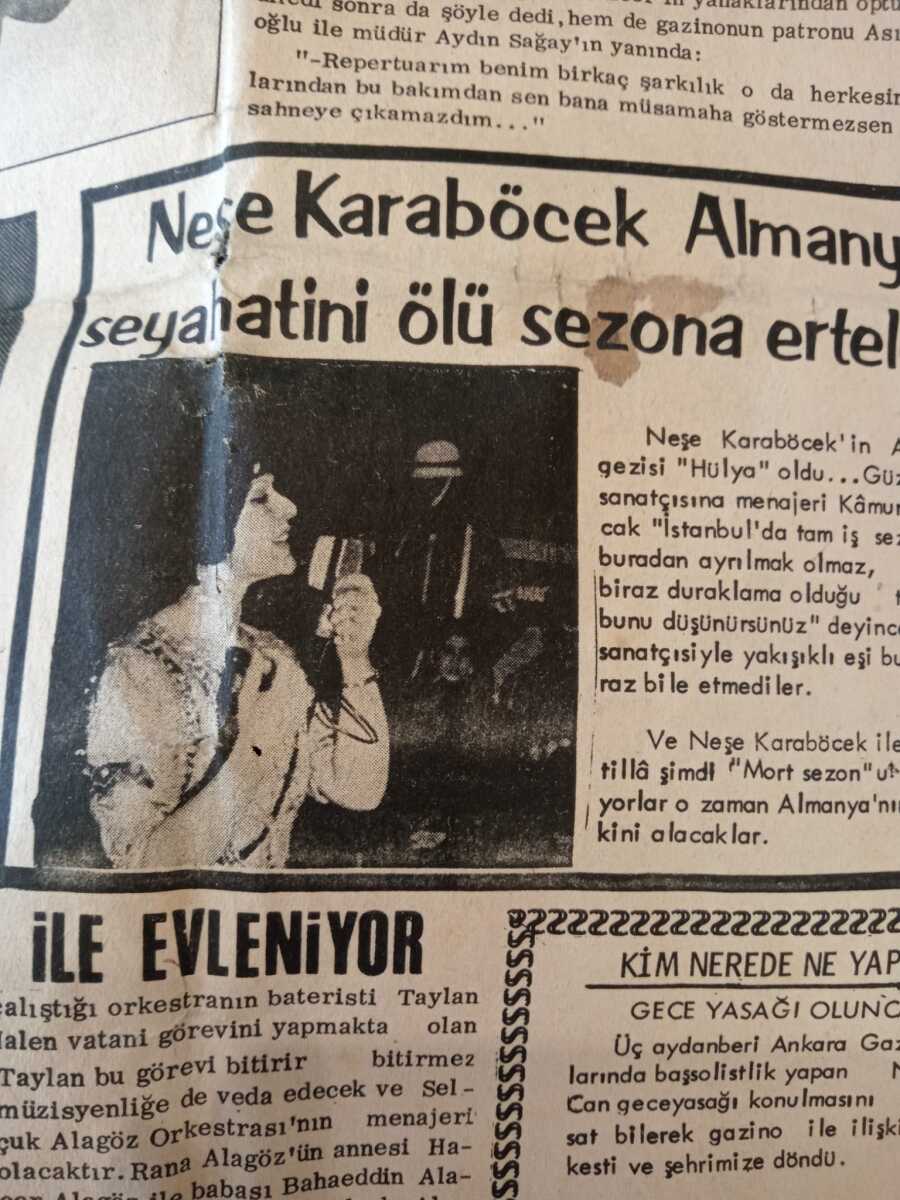 sonra da şöyle dedi, hem de gazinonun patronu Ası
oğlu ile müdür Aydın Sağay'ın yanında:
"-Repertuarım benim birkaç şarkılık o da herkesin
larından bu bakımdan sen bana müsamaha göstermezsen
sahneye çıkamazdım..."
Neşe Karaböcek Almany
seyahatini ölü sezona ertel
Neşe Karaböcek'in A
gezisi "Hülya" oldu...Güz
sanatçısına menajeri Kâmur
cak "İstanbul'da tam iş sez
buradan ayrılmak olmaz,
biraz duraklama olduğu t
bunu düşünürsünüz" deyince
sanatçısiyle yakışıklı eşi bu
raz bile etmediler.
Ve Neşe Karaböcek ile
tillâ şimdi "Mort sezon"u
yorlar o zaman Almanya'nı
kini alacaklar.
İLE EVLENİYOR
çalıştığı orkestranın bateristi Taylan
Halen vatani görevini yapmakta olan
Taylan bu görevi bitirir bitirmez
müzisyenliğe de veda edecek ve Sel-
çuk Alagöz Orkestrası'nın menajeri
olacaktır. Rana Alagöz'ün annesi Ha-
Alagöz ile babası Bahaeddin Ala-
KİM NEREDE NE YAP
GECE YASAĞI OLUNC
Üç aydanberi Ankara Gaz
larında başsolistlik yapan N
Can geceyasağı konulmasını
sat bilerek gazino ile ilişki
kesti ve şehrimize döndü.